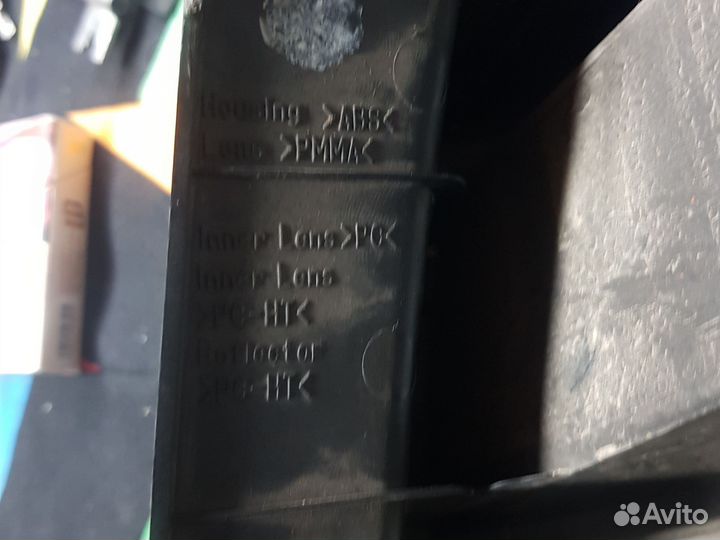 Housing >ABS<
Lens >PMMA<
Inner Lens>PC<
Inner Lens
>PC-HT<
Reflector
>PC-HT<
Avito